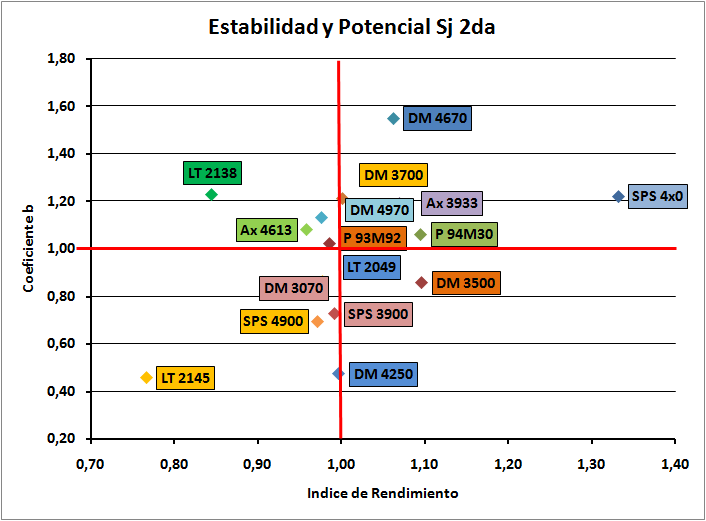 Estabilidad y Potencial Sj 2da
Coeficiente b
1,80
1,60
1,40
1,20
1,00
0,80
0,60
0,40
0,20
DM 4670
LT 2138
DM 3700
SPS 4x0
Ax 3933
DM 4970
Ax 4613
P 93M92
P 94M30
LT 2049
DM 3070
DM 3500
SPS 4900
SPS 3900
LT 2145
DM 4250
0,70
0,80
0,90
1,00
1,10
1,20
1,30
1,40
Indice de Rendimiento